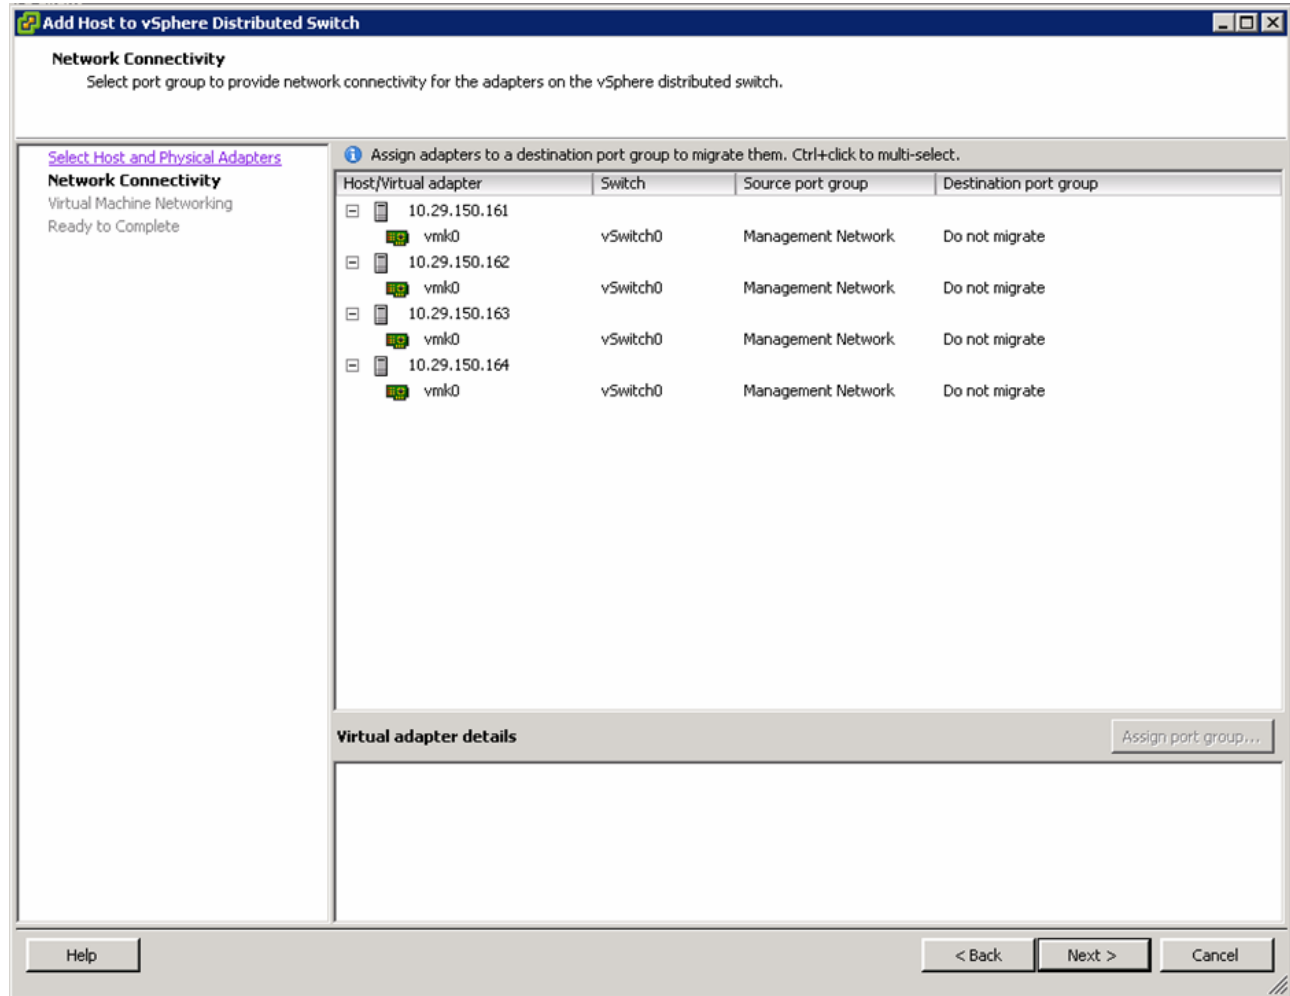 Add Host to vSphere Distributed Switch
Network Connectivity
Select port group to provide network connectivity for the adapters on the vSphere distributed switch.
Select Host and Physical Adapters
Network Connectivity
Virtual Machine Networking
Ready to Complete
Assign adapters to a destination port group to migrate them. Ctrl+click to multi-select.
Host/Virtual adapter Switch Source port group Destination port group
10.29.150.161
vmk0 vSwitch0 Management Network Do not migrate
10.29.150.162
vmk0 vSwitch0 Management Network Do not migrate
10.29.150.163
vmk0 vSwitch0 Management Network Do not migrate
10.29.150.164
vmk0 vSwitch0 Management Network Do not migrate
Virtual adapter details Assign port group...
Help < Back Next > Cancel